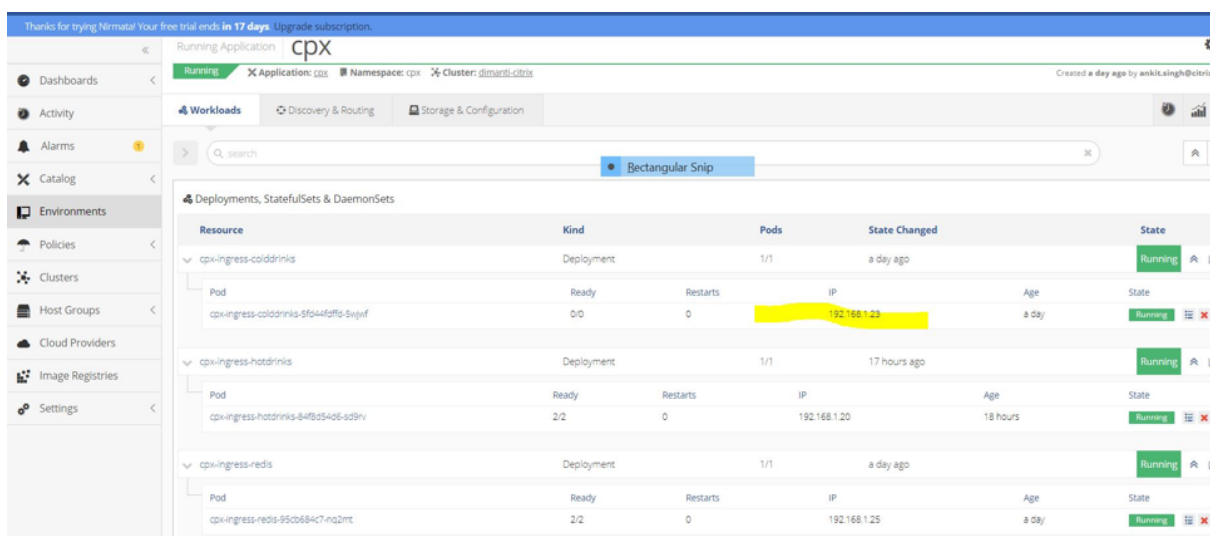 Thanks for trying Nirmata! Your free trial ends in 17 days Upgrade subscription.
Running Application cpx
Running Application: cpx Namespace: cpx Cluster: dimanti-citrix
Created a day ago by ankit.singh@citri
Dashboards
Activity
Alarms 1
Catalog
Environments
Policies
Clusters
Host Groups
Cloud Providers
Image Registries
Settings
Workloads Discovery & Routing Storage & Configuration
search
Rectangular Snip
Deployments, StatefulSets & DaemonSets
Resource Kind Pods State Changed State
cpx-ingress-colddrinks Deployment 1/1 a day ago Running
Pod Ready Restarts IP Age State
cpx-ingress-colddrinks-5fd44fdffd-5wjwf 0/0 0 192.168.1.23 a day Running
cpx-ingress-hotdrinks Deployment 1/1 17 hours ago Running
Pod Ready Restarts IP Age State
cpx-ingress-hotdrinks-84f8d54d6-sd9rv 2/2 0 192.168.1.20 18 hours Running
cpx-ingress-redis Deployment 1/1 a day ago Running
Pod Ready Restarts IP Age State
cpx-ingress-redis-95cb684c7-nq2mt 2/2 0 192.168.1.25 a day Running